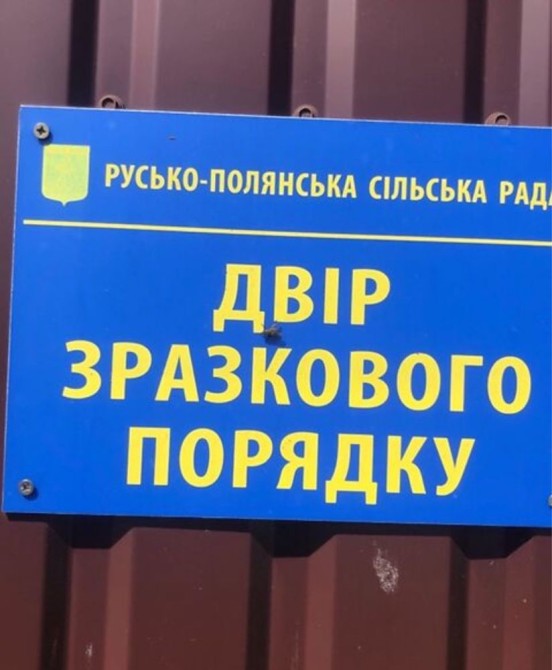 РУСЬКО-ПОЛЯНСЬКА СІЛЬСЬКА РАДА
ДВІР
ЗРАЗКОВОГО
ПОРЯДКУ